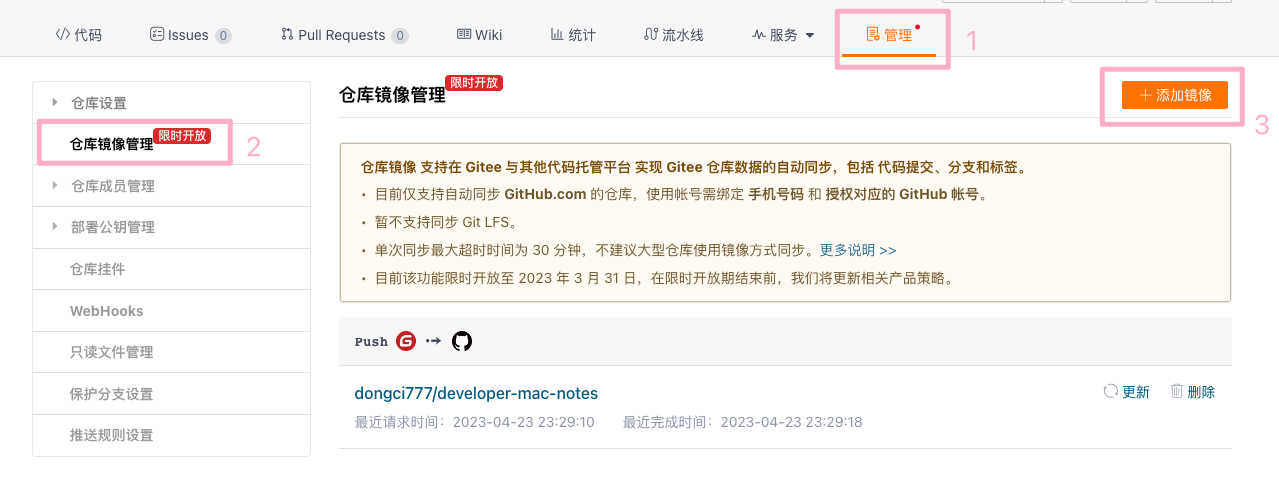 代码 Issues 0 Pull Requests 0 Wiki 统计 流水线 服务 管理 1
仓库设置
仓库镜像管理 限时开放 2
仓库成员管理
部署公钥管理
仓库挂件
WebHooks
只读文件管理
保护分支设置
推送规则设置
仓库镜像管理 限时开放
+ 添加镜像 3
仓库镜像 支持在 Gitee 与其他代码托管平台 实现 Gitee 仓库数据的自动同步，包括 代码提交、分支和标签。
• 目前仅支持自动同步 GitHub.com 的仓库，使用帐号需绑定 手机号码 和 授权对应的 GitHub 帐号。
• 暂不支持同步 Git LFS。
• 单次同步最大超时时间为 30 分钟，不建议大型仓库使用镜像方式同步。更多说明 >>
• 目前该功能限时开放至 2023 年 3 月 31 日，在限时开放期结束前，我们将更新相关产品策略。
Push
dongci777/developer-mac-notes 更新 删除
最近请求时间：2023-04-23 23:29:10 最近完成时间：2023-04-23 23:29:18